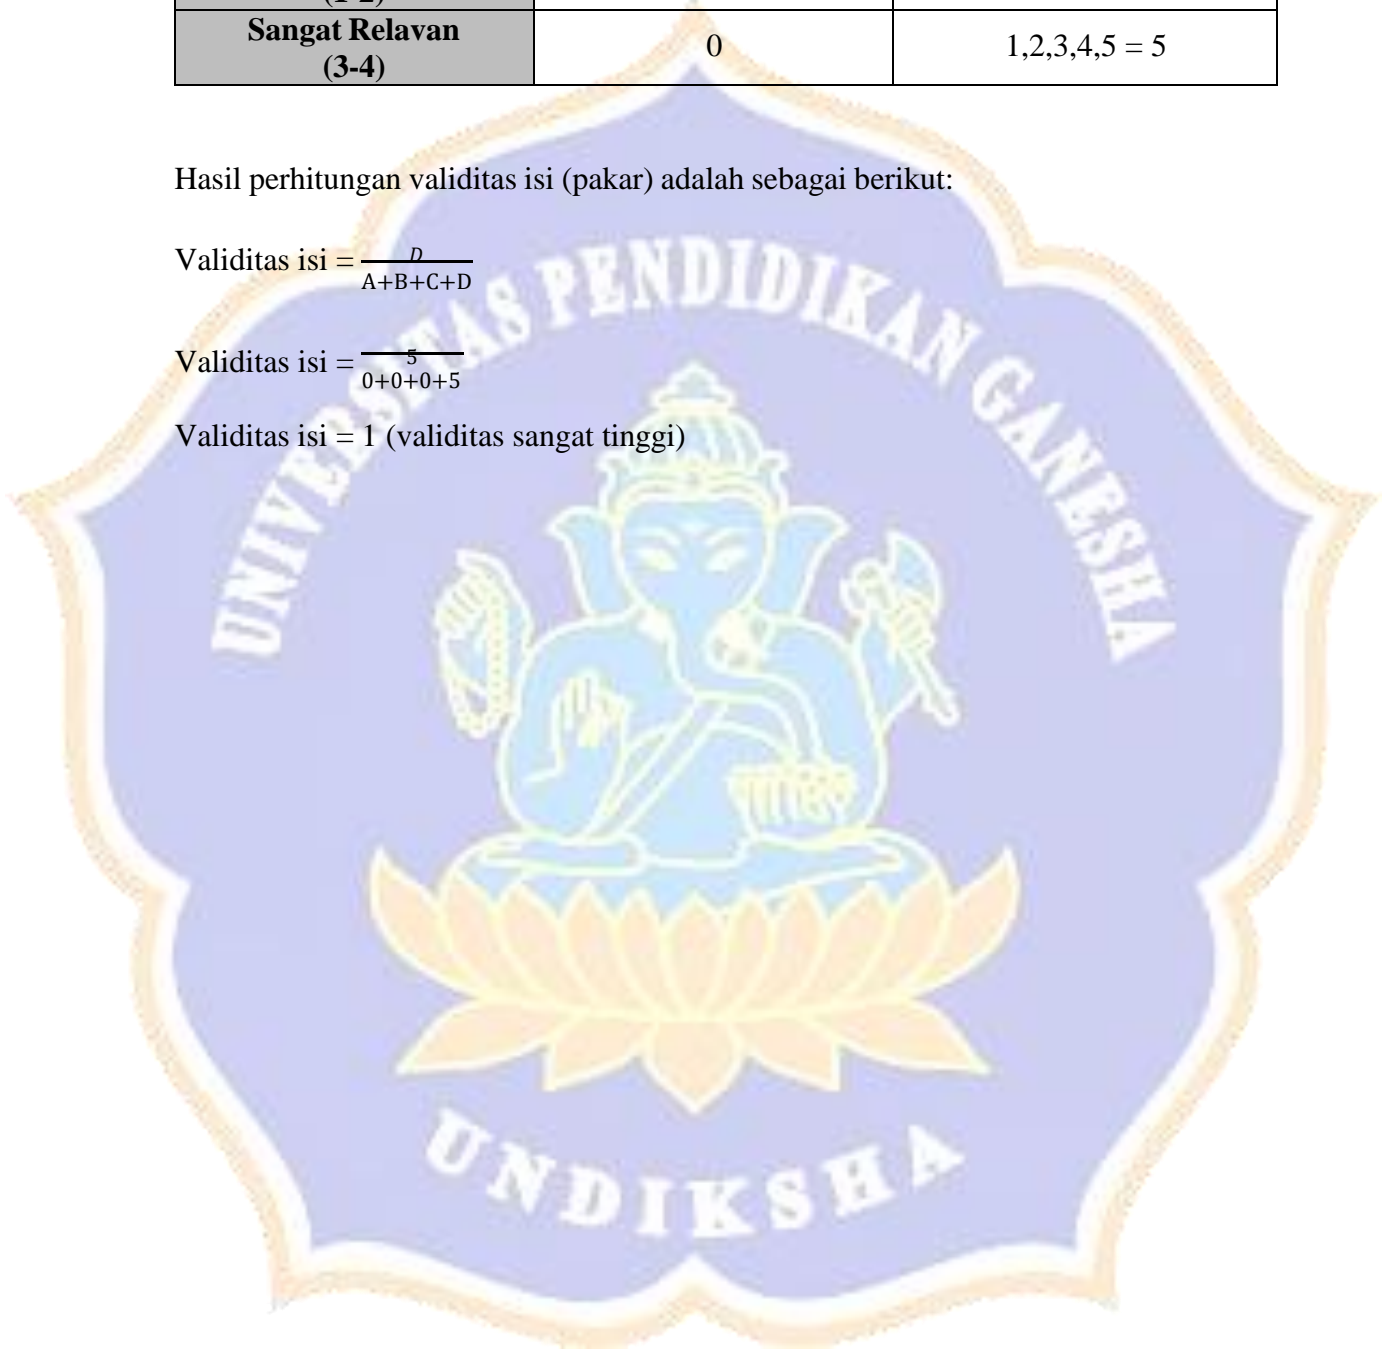 (1-2)
Sangat Relavan
(3-4)
0
1,2,3,4,5 = 5
Hasil perhitungan validitas isi (pakar) adalah sebagai berikut:
Validitas isi = D
A+B+C+D
Validitas isi = 5
0+0+0+5
Validitas isi = 1 (validitas sangat tinggi)
UNIVERSITAS PENDIDIKAN GANESHA
UNDIKSHA